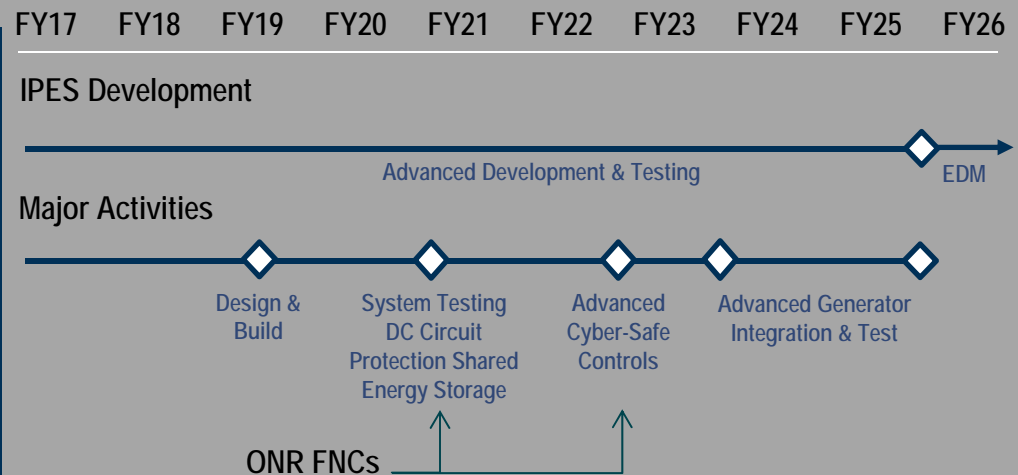 FY17 FY18 FY19 FY20 FY21 FY22 FY23 FY24 FY25 FY26
IPES Development
Advanced Development & Testing
EDM
Major Activities
Design &
Build
System Testing
DC Circuit
Protection Shared
Energy Storage
Advanced
Cyber-Safe
Controls
Advanced Generator
Integration & Test
ONR FNCs